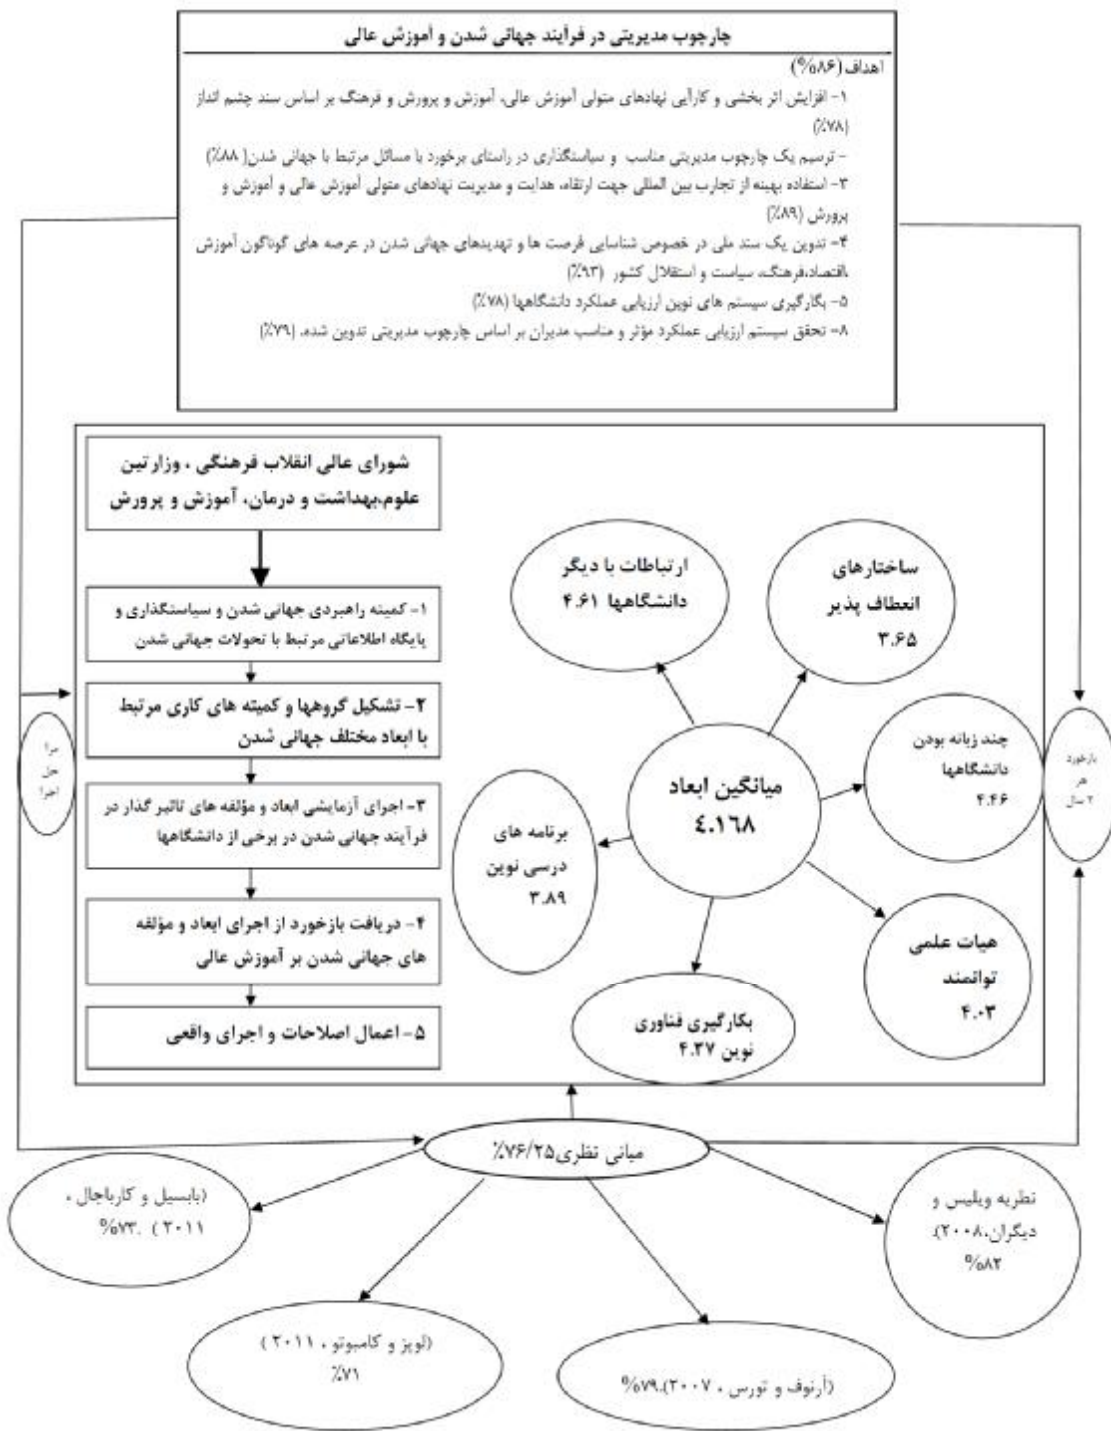 چارچوب مدیریتی در فرآیند جهانی شدن و آموزش عالی
اهداف (۸۶%)
۱- افزایش اثر بخشی و کارآیی نهادهای متولی آموزش عالی، آموزش و پرورش و فرهنگ بر اساس سند چشم انداز
(۷۸٪)
- ترسیم یک چارچوب مدیریتی مناسب و سیاستگذاری در راستای برخورد با مسائل مرتبط با جهانی شدن( ۸۸٪)
۳- استفاده بهینه از تجارب بین المللی جهت ارتقاء، هدایت و مدیریت نهادهای متولی آموزش عالی و آموزش و
پرورش (۸۹٪)
۴- تدوین یک سند ملی در خصوص شناسایی فرصت ها و تهدیدهای جهانی شدن در عرصه های گوناگون آموزش
،اقتصاد،فرهنگ، سیاست و استقلال کشور (۹۳٪)
۵- بکارگیری سیستم های نوین ارزیابی عملکرد دانشگاهها (۷۸٪)
۸- تحقق سیستم ارزیابی عملکرد مؤثر و مناسب مدیران بر اساس چارچوب مدیریتی تدوین شده. (۷۹٪)
شورای عالی انقلاب فرهنگی ، وزارتین
علوم،بهداشت و درمان، آموزش و پرورش
۱- کمیته راهبردی جهانی شدن و سیاستگذاری و
پایگاه اطلاعاتی مرتبط با تحولات جهانی شدن
۲- تشکیل گروهها و کمیته های کاری مرتبط
با ابعاد مختلف جهانی شدن
۳- اجرای آزمایشی ابعاد و مؤلفه های تاثیر گذار در
فرآیند جهانی شدن در برخی از دانشگاهها
۴- دریافت بازخورد از اجرای ابعاد و مؤلفه
های جهانی شدن بر آموزش عالی
۵- اعمال اصلاحات و اجرای واقعی
ارتباطات با دیگر
دانشگاهها ۴.۶۱
ساختارهای
انعطاف پذیر
۳.۶۵
چند زبانه بودن
دانشگاهها
۴.۴۶
میانگین ابعاد
٤.١٦٨
برنامه های
درسی نوین
۳.۸۹
هیات علمی
توانمند
۴.۰۳
بکارگیری فناوری
نوین ۴.۳۷
مرا
حل
اجرا
بازخورد
هر
۲ سال
مبانی نظری۷۶/۲۵٪
(بابسیل و کارباجال ،
۲۰۱۱ ) .۷۳%
(لوپز و کامبوتو ، ۲۰۱۱ )
۷۱٪
(آرنوف و تورس ، ۲۰۰۷).۷۹%
نظریه ویلیس و
دیگران،۲۰۰۸).
۸۲%